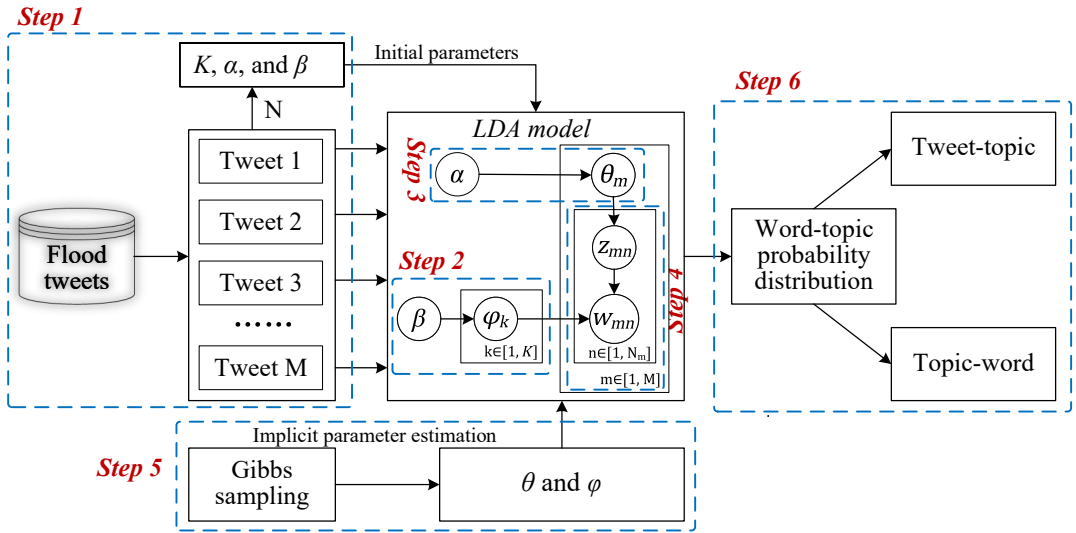 Step 1
K, α, and β
Initial parameters
N
Tweet 1
Tweet 2
Tweet 3
......
Tweet M
Flood
tweets
LDA model
Step 3
α
θm
zmn
Step 2
Step 4
β
φk
wmn
k∈[1, K]
n∈[1, Nm]
m∈[1, M]
Step 6
Tweet-topic
Word-topic
probability
distribution
Topic-word
Implicit parameter estimation
Step 5
Gibbs
sampling
θ and φ